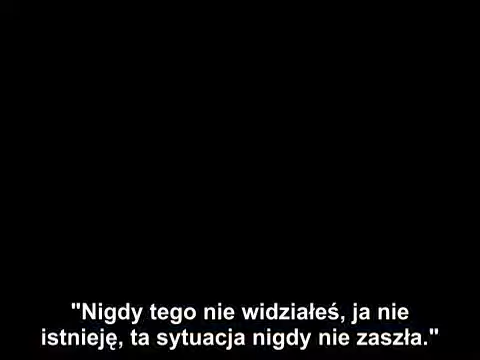 "Nigdy tego nie widziałeś, ja nie
istnieję, ta sytuacja nigdy nie zaszła."